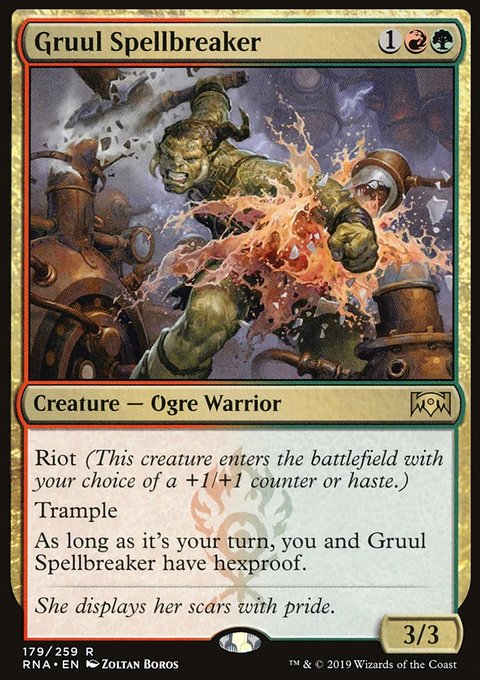 Gruul Spellbreaker 1
Creature — Ogre Warrior
Riot (This creature enters the battlefield with
your choice of a +1/+1 counter or haste.)
Trample
As long as it's your turn, you and Gruul
Spellbreaker have hexproof.
She displays her scars with pride.
3/3
179/259 R
RNA • EN Zoltan Boros ™ & © 2019 Wizards of the Coast